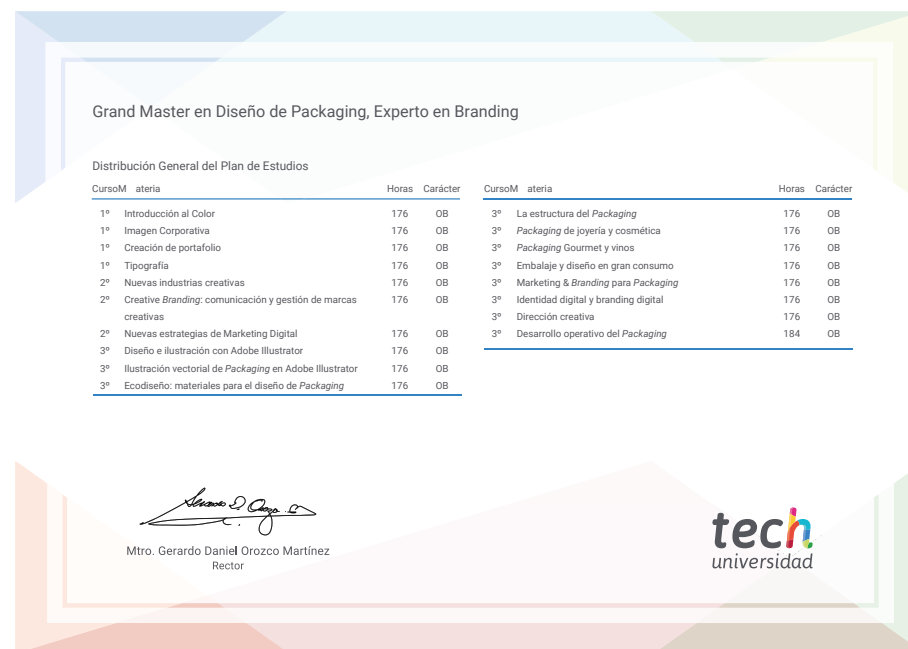 Grand Master en Diseño de Packaging, Experto en Branding
Distribución General del Plan de Estudios
CursoM ateria Horas Carácter
1º Introducción al Color 176 OB
1º Imagen Corporativa 176 OB
1º Creación de portafolio 176 OB
1º Tipografía 176 OB
2º Nuevas industrias creativas 176 OB
2º Creative Branding: comunicación y gestión de marcas 176 OB
creativas
2º Nuevas estrategias de Marketing Digital 176 OB
3º Diseño e ilustración con Adobe Illustrator 176 OB
3º Ilustración vectorial de Packaging en Adobe Illustrator 176 OB
3º Ecodiseño: materiales para el diseño de Packaging 176 OB
CursoM ateria Horas Carácter
3º La estructura del Packaging 176 OB
3º Packaging de joyería y cosmética 176 OB
3º Packaging Gourmet y vinos 176 OB
3º Embalaje y diseño en gran consumo 176 OB
3º Marketing & Branding para Packaging 176 OB
3º Identidad digital y branding digital 176 OB
3º Dirección creativa 176 OB
3º Desarrollo operativo del Packaging 184 OB
Mtro. Gerardo Daniel Orozco Martínez
Rector
tech
universidad